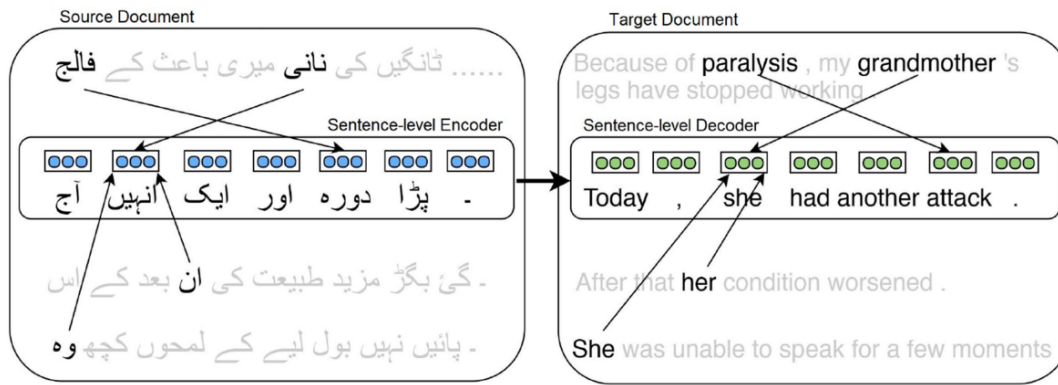 Source Document
فالج کے باعث میری نانی کی ٹانگیں ......
Sentence-level Encoder
آج انہیں ایک اور دورہ پڑا ۔
اس کے بعد ان کی طبیعت مزید بگڑ گئ ۔
وہ کچھ لمحوں کے لیے بول نہیں پائیں ۔
Target Document
Because of paralysis , my grandmother 's
legs have stopped working
Sentence-level Decoder
Today , she had another attack .
After that her condition worsened .
She was unable to speak for a few moments